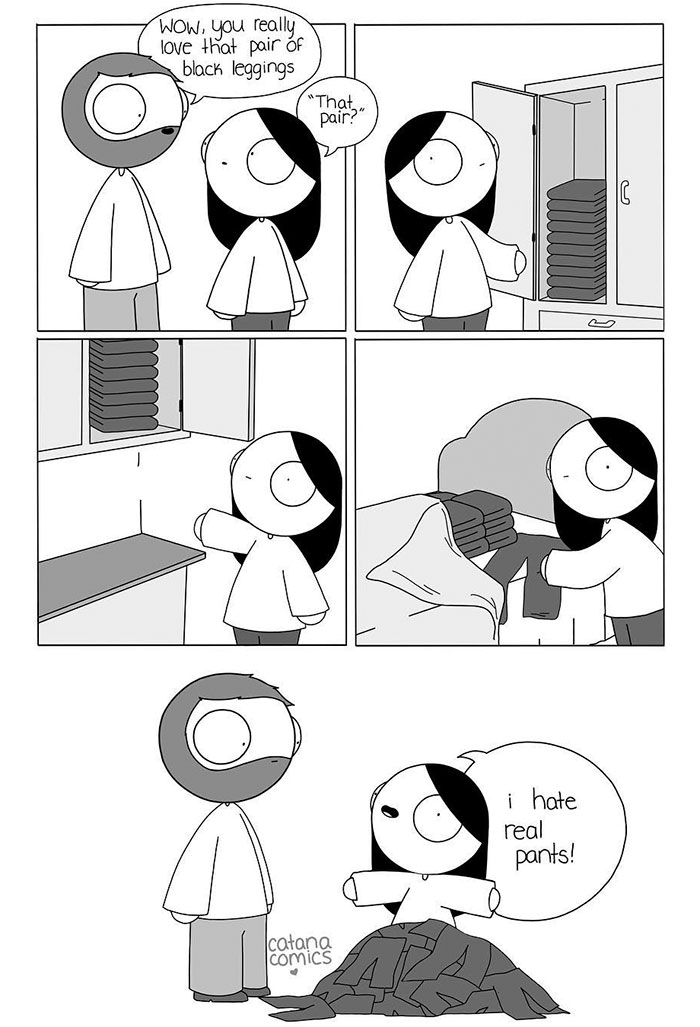 WOW, you really
love that pair of
black leggings
"That
pair?"
i hate
real
pants!
catana
comics